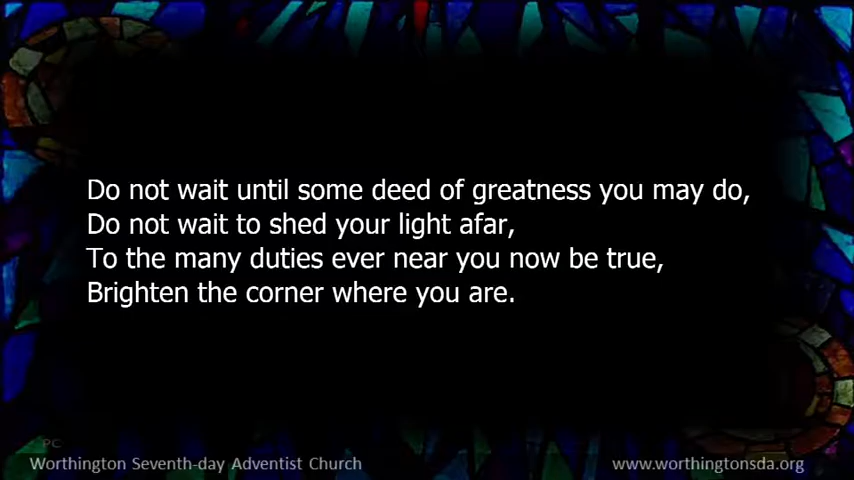 Do not wait until some deed of greatness you may do,
Do not wait to shed your light afar,
To the many duties ever near you now be true,
Brighten the corner where you are.
PC
Worthington Seventh-day Adventist Church
www.worthingtonsda.org